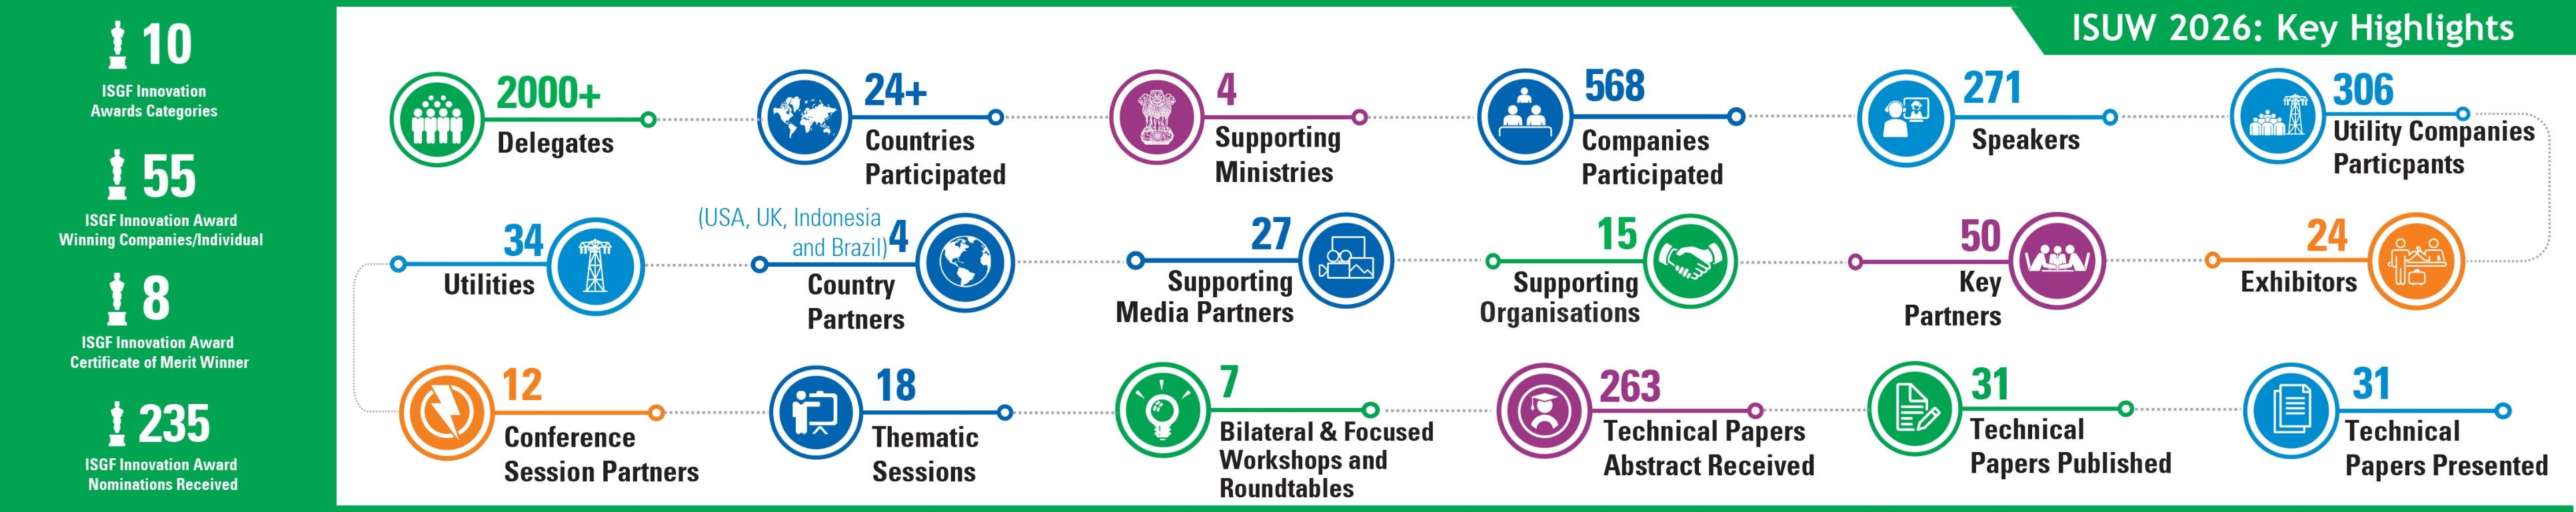 ISUW 2026: Key Highlights
10
ISGF Innovation
Awards Categories
55
ISGF Innovation Award
Winning Companies/Individual
8
ISGF Innovation Award
Certificate of Merit Winner
235
ISGF Innovation Award
Nominations Received
2000+
Delegates
24+
Countries
Participated
4
Supporting
Ministries
568
Companies
Participated
271
Speakers
306
Utility Companies
Particpants
34
Utilities
(USA, UK, Indonesia
and Brazil) 4
Country
Partners
27
Supporting
Media Partners
15
Supporting
Organisations
50
Key
Partners
24
Exhibitors
12
Conference
Session Partners
18
Thematic
Sessions
7
Bilateral & Focused
Workshops and
Roundtables
263
Technical Papers
Abstract Received
31
Technical
Papers Published
31
Technical
Papers Presented